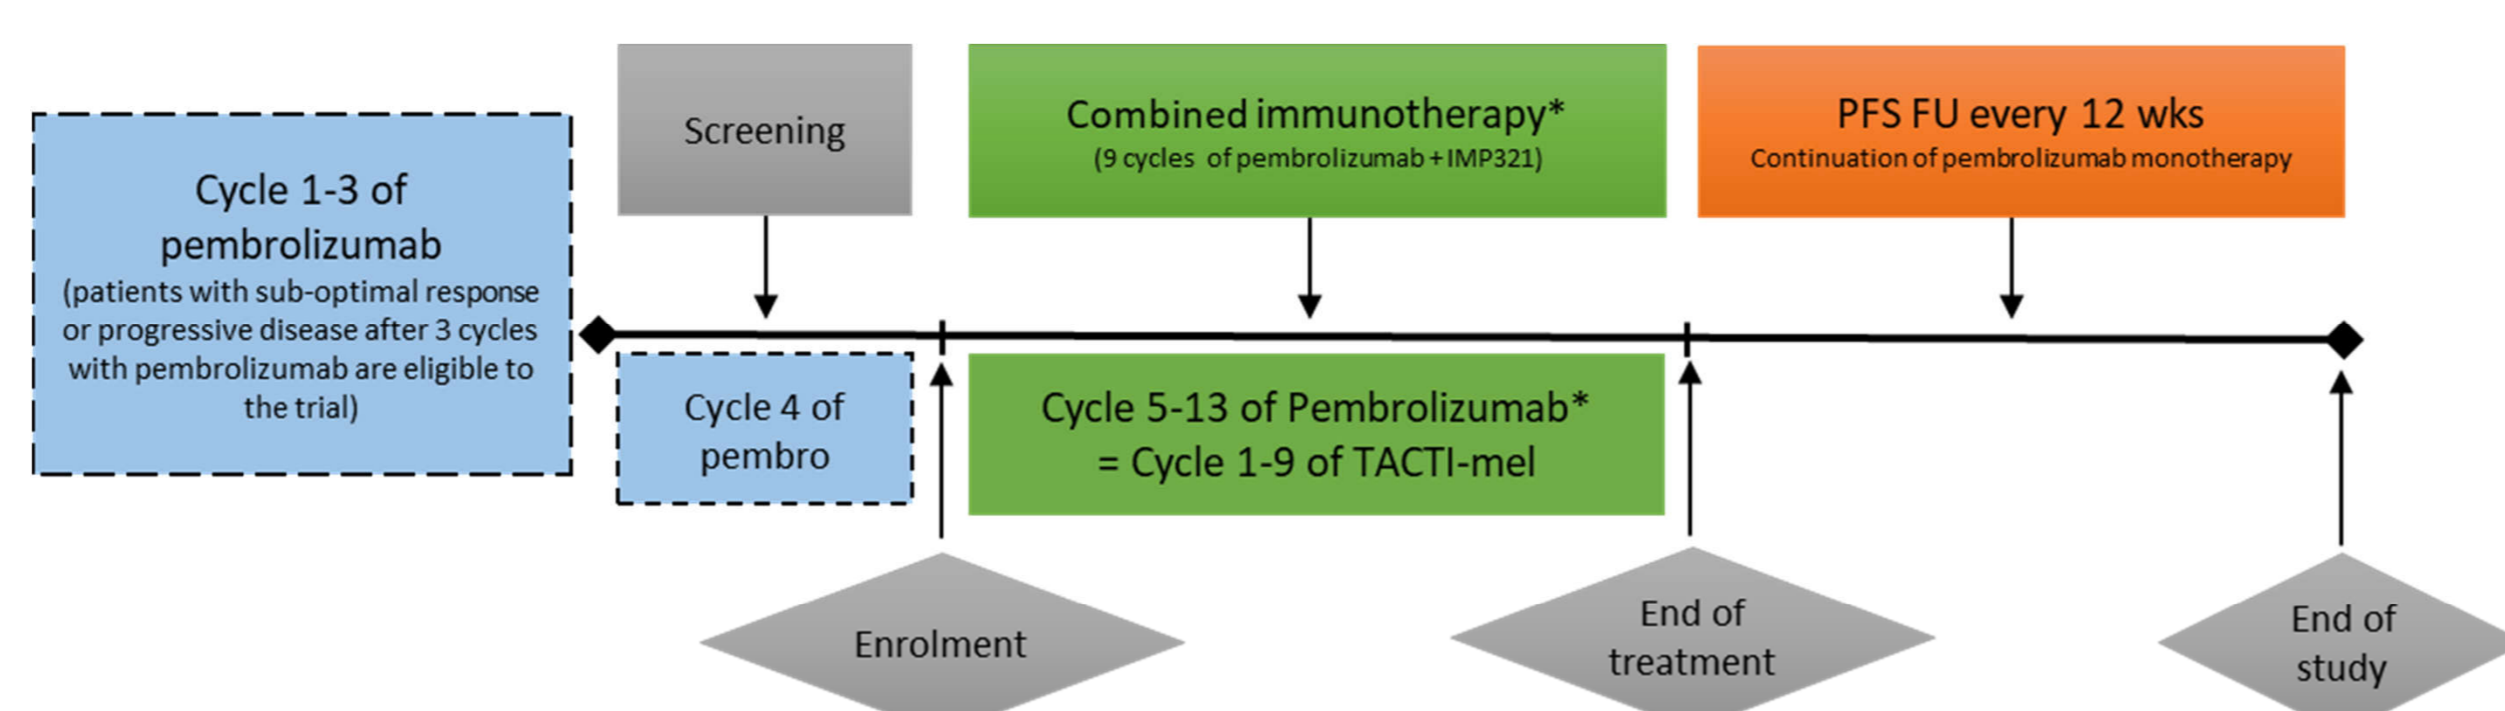 Cycle 1-3 of
pembrolizumab
(patients with sub-optimal response
or progressive disease after 3 cycles
with pembrolizumab are eligible to
the trial)
Screening
Combined immunotherapy*
(9 cycles of pembrolizumab + IMP321)
PFS FU every 12 wks
Continuation of pembrolizumab monotherapy
Cycle 4 of
pembro
Cycle 5-13 of Pembrolizumab*
= Cycle 1-9 of TACTI-mel
Enrolment
End of
treatment
End of
study